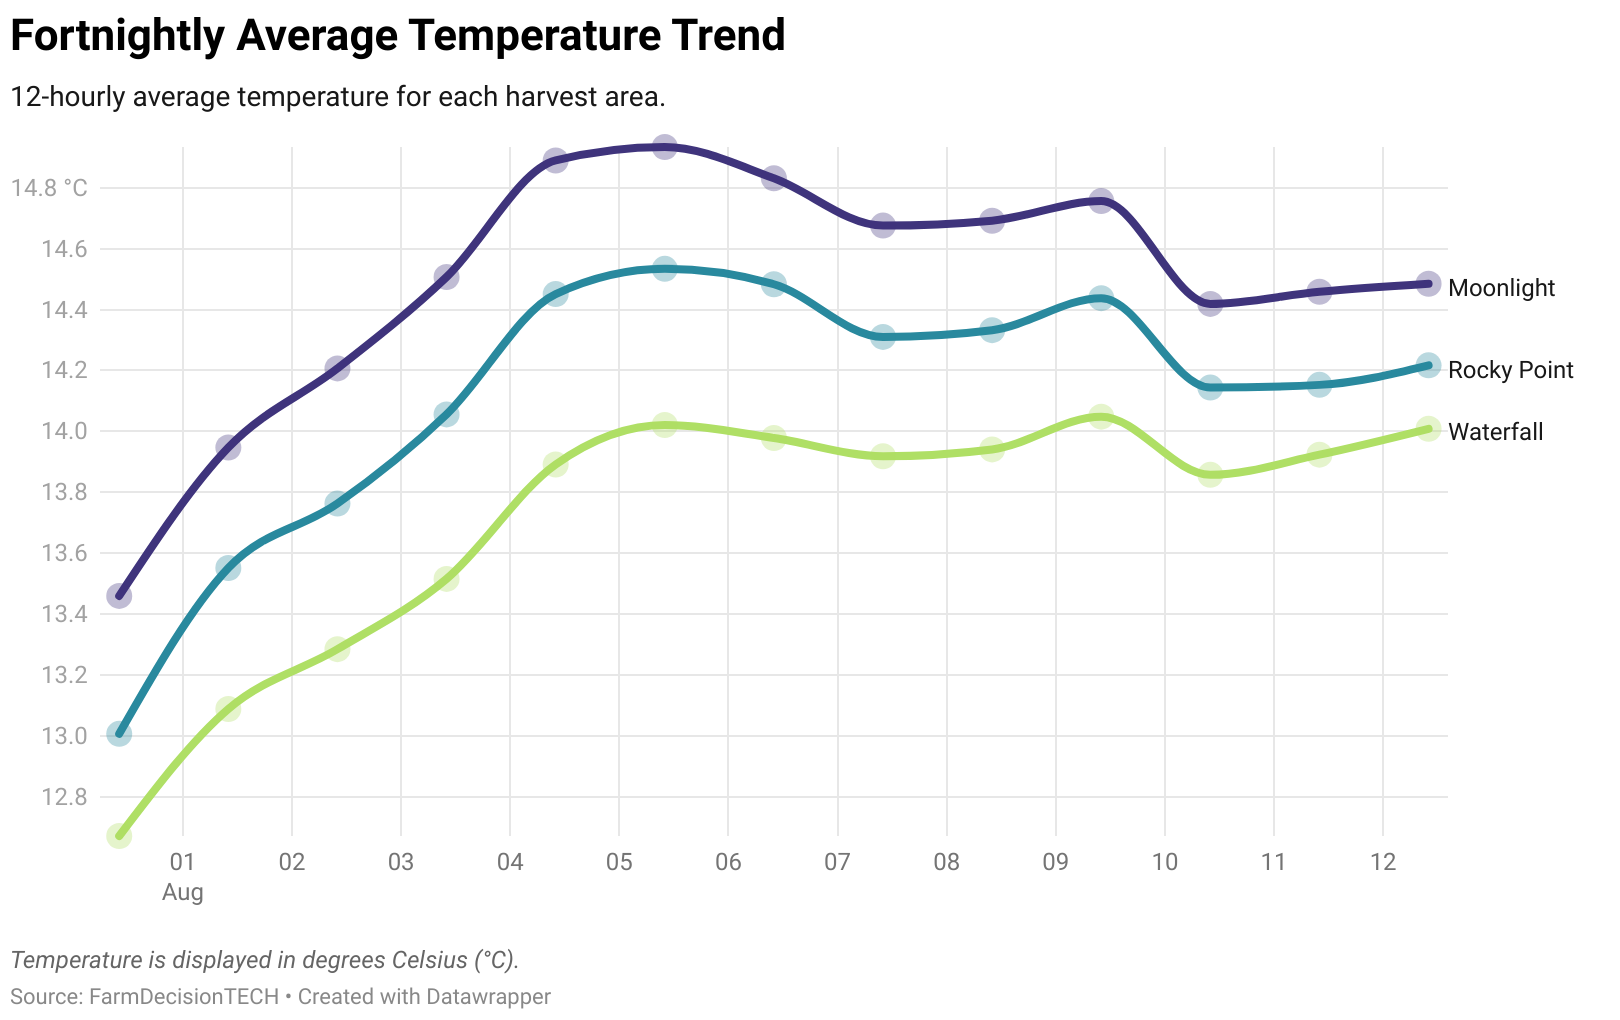 Fortnightly Average Temperature Trend
12-hourly average temperature for each harvest area.
14.8 °C
14.6
14.4
14.2
14.0
13.8
13.6
13.4
13.2
13.0
12.8
Moonlight
Rocky Point
Waterfall
01 02 03 04 05 06 07 08 09 10 11 12
Aug
Temperature is displayed in degrees Celsius (°C).
Source: FarmDecisionTECH • Created with Datawrapper